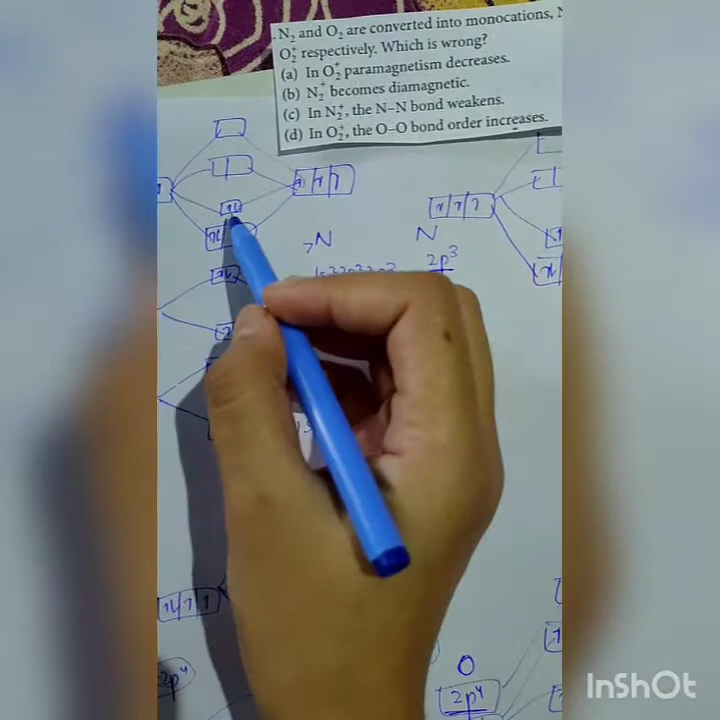 N₂ and O₂ are converted into monocations, N
O₂⁺ respectively. Which is wrong?
(a) In O₂⁺ paramagnetism decreases.
(b) N₂⁺ becomes diamagnetic.
(c) In N₂⁺, the N–N bond weakens.
(d) In O₂⁺, the O–O bond order increases.
₇N
N
2p³
O
2p⁴
2p⁴
InShOt